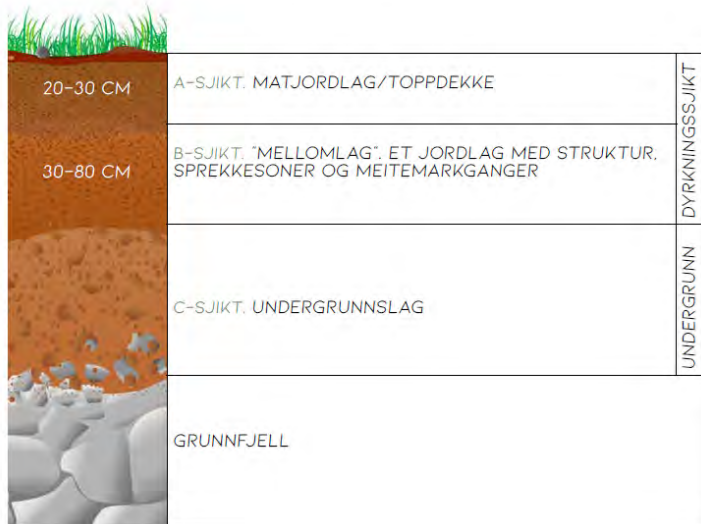 20-30 CM
A-SJIKT. MATJORDLAG/TOPPDEKKE
30-80 CM
B-SJIKT. "MELLOMLAG". ET JORDLAG MED STRUKTUR,
SPREKKESONER OG MEITEMARKGANGER
DYRKNINGSSJIKT
C-SJIKT. UNDERGRUNNSLAG
UNDERGRUNN
GRUNNFJELL